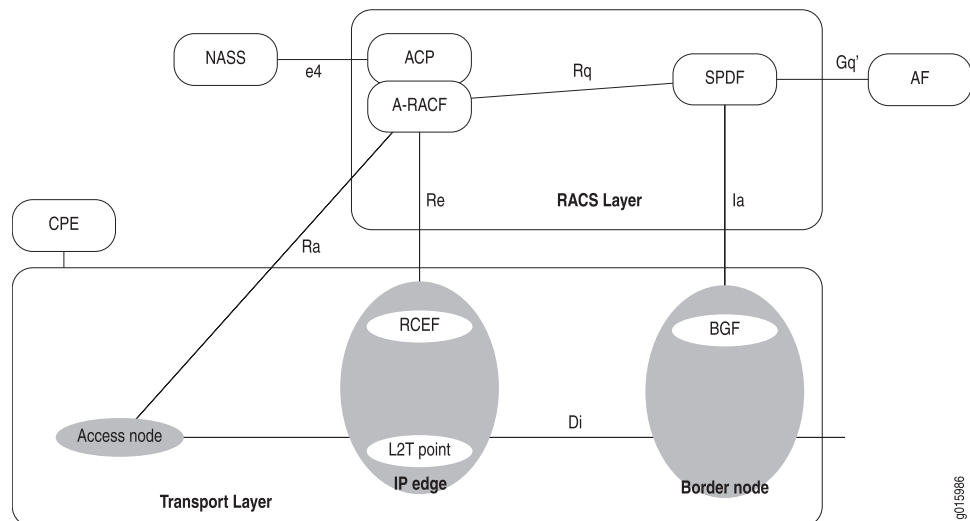 NASS
e4
ACP
A-RACF
Rq
SPDF
Gq’
AF
RACS Layer
Re
Ia
CPE
Ra
RCEF
BGF
Access node
L2T point
Di
IP edge
Border node
Transport Layer
g015986